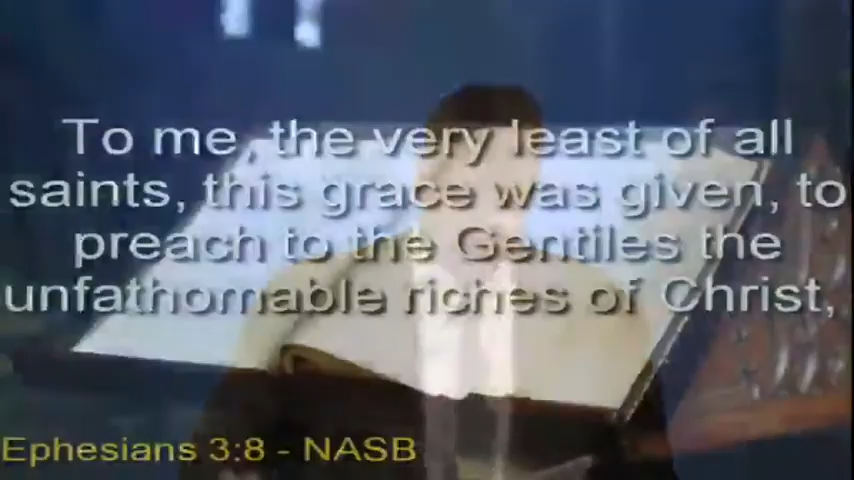 To me, the very least of all
saints, this grace was given, to
preach to the Gentiles the
unfathomable riches of Christ,
Ephesians 3:8 - NASB